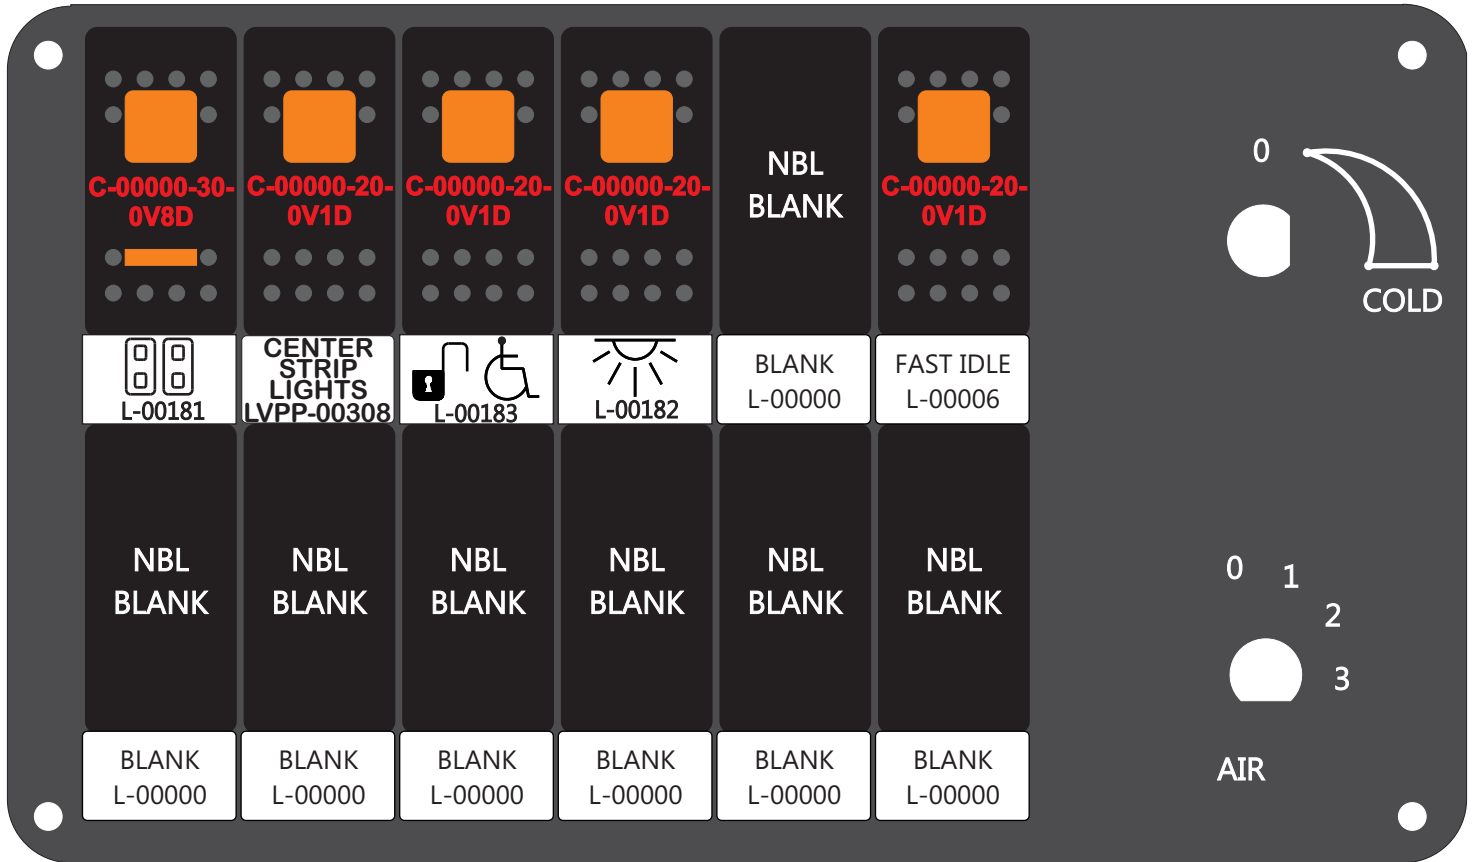 C-00000-30-
0V8D
C-00000-20-
0V1D
C-00000-20-
0V1D
C-00000-20-
0V1D
NBL
BLANK
C-00000-20-
0V1D
L-00181
CENTER
STRIP
LIGHTS
LVPP-00308
L-00183
L-00182
BLANK
L-00000
FAST IDLE
L-00006
0
COLD
NBL
BLANK
NBL
BLANK
NBL
BLANK
NBL
BLANK
NBL
BLANK
NBL
BLANK
BLANK
L-00000
BLANK
L-00000
BLANK
L-00000
BLANK
L-00000
BLANK
L-00000
BLANK
L-00000
0
1
2
3
AIR